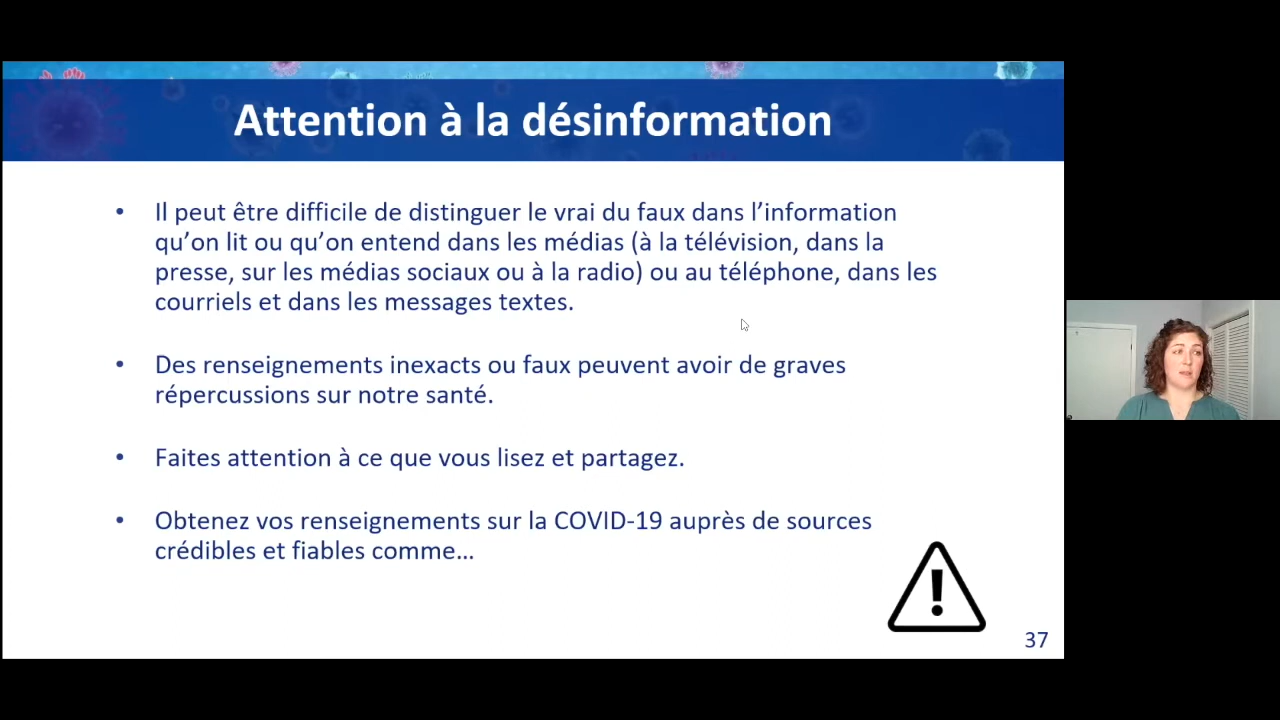 Attention à la désinformation
• Il peut être difficile de distinguer le vrai du faux dans l’information
qu’on lit ou qu’on entend dans les médias (à la télévision, dans la
presse, sur les médias sociaux ou à la radio) ou au téléphone, dans les
courriels et dans les messages textes.
• Des renseignements inexacts ou faux peuvent avoir de graves
répercussions sur notre santé.
• Faites attention à ce que vous lisez et partagez.
• Obtenez vos renseignements sur la COVID-19 auprès de sources
crédibles et fiables comme…
!
37